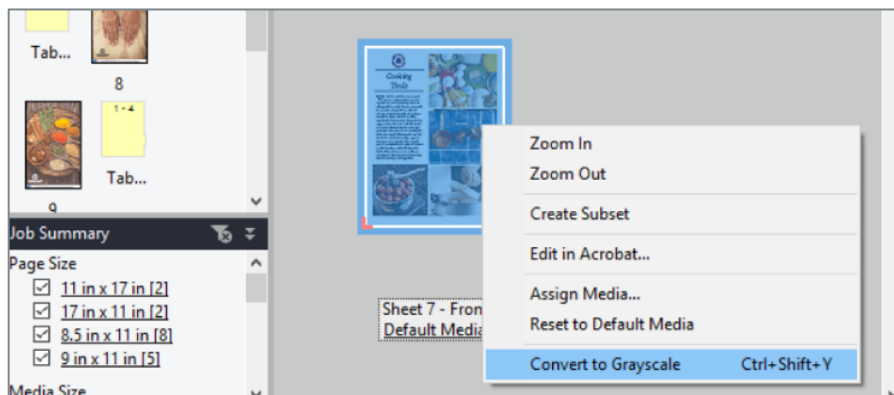 Tab...
8
1 - 4
Tab...
9
Job Summary
Page Size
11 in x 17 in [2]
17 in x 11 in [2]
8.5 in x 11 in [8]
9 in x 11 in [5]
Media Size
Cooking
Tools
Sheet 7 - Fron
Default Media
Zoom In
Zoom Out
Create Subset
Edit in Acrobat...
Assign Media...
Reset to Default Media
Convert to Grayscale Ctrl+Shift+Y